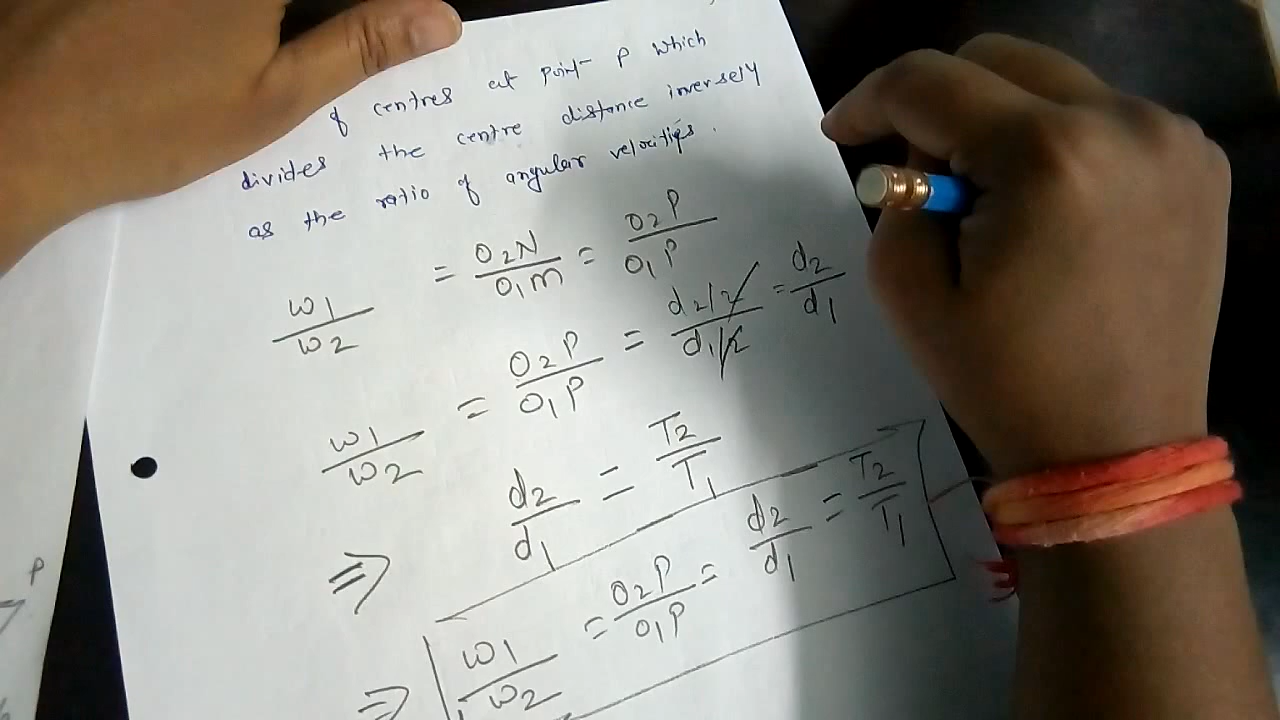 of centres at point P which
divides the centre distance inversely
as the ratio of angular velocities.
ω1/ω2 = O2N/O1M = O2P/O1P
ω1/ω2 = O2P/O1P = d2/2/d1/2 = d2/d1
⇒ d2/d1 = T2/T1
⇒ ω1/ω2 = O2P/O1P = d2/d1 = T2/T1
P